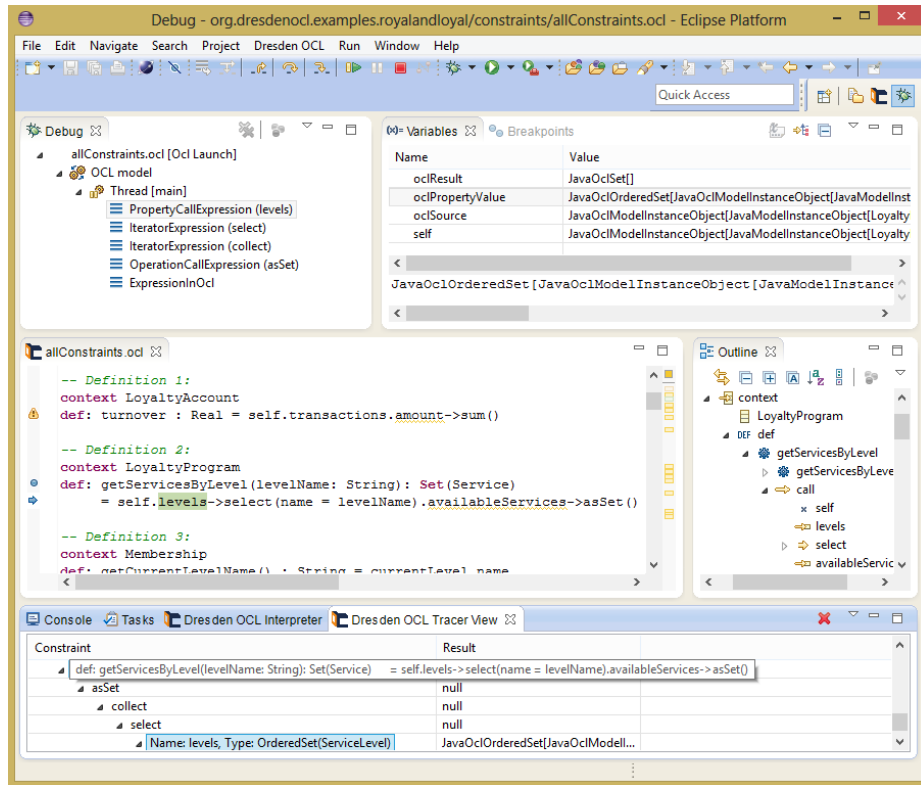 Debug - org.dresdenocl.examples.royalandloyal/constraints/allConstraints.ocl - Eclipse Platform
File Edit Navigate Search Project Dresden OCL Run Window Help
Quick Access
Debug
allConstraints.ocl [Ocl Launch]
OCL model
Thread [main]
PropertyCallExpression (levels)
IteratorExpression (select)
IteratorExpression (collect)
OperationCallExpression (asSet)
ExpressionInOcl
(x)= Variables Breakpoints
Name Value
oclResult JavaOclSet[]
oclPropertyValue JavaOclOrderedSet[JavaOclModelInstanceObject[JavaModelInst
oclSource JavaOclModelInstanceObject[JavaModelInstanceObject[Loyalty
self JavaOclModelInstanceObject[JavaModelInstanceObject[Loyalty
JavaOclOrderedSet[JavaOclModelInstanceObject[JavaModelInstance
allConstraints.ocl
-- Definition 1:
context LoyaltyAccount
def: turnover : Real = self.transactions.amount->sum()
-- Definition 2:
context LoyaltyProgram
def: getServicesByLevel(levelName: String): Set(Service)
= self.levels->select(name = levelName).availableServices->asSet()
-- Definition 3:
context Membership
def: getCurrentLevelName() : String = currentLevel.name
Outline
context
LoyaltyProgram
DEF def
getServicesByLevel
getServicesByLeve
call
self
levels
select
availableServic
Console Tasks Dresden OCL Interpreter Dresden OCL Tracer View
Constraint Result
def: getServicesByLevel(levelName: String): Set(Service) = self.levels->select(name = levelName).availableServices->asSet()
asSet null
collect null
select null
Name: levels, Type: OrderedSet(ServiceLevel) JavaOclOrderedSet[JavaOclModelI...